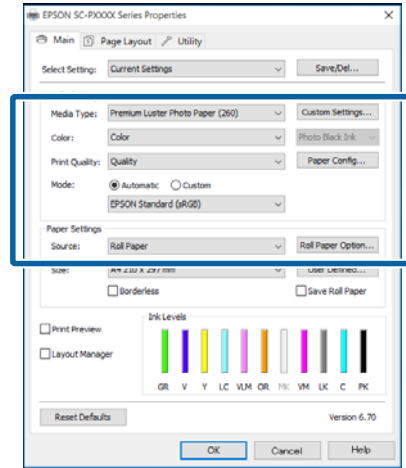 EPSON SC-PXXXX Series Properties
Main Page Layout Utility
Select Setting: Current Settings Save/Del...
Media Type: Premium Luster Photo Paper (260) Custom Settings...
Color: Color Photo Black Ink
Print Quality: Quality Paper Config...
Mode: Automatic Custom
EPSON Standard (sRGB)
Paper Settings
Source: Roll Paper Roll Paper Option...
Size: A4 210 x 297 mm User Defined...
Borderless Save Roll Paper
Print Preview
Layout Manager
Ink Levels
GR V Y LC VLM OR MK VM LK C PK
Reset Defaults Version 6.70
OK Cancel Help